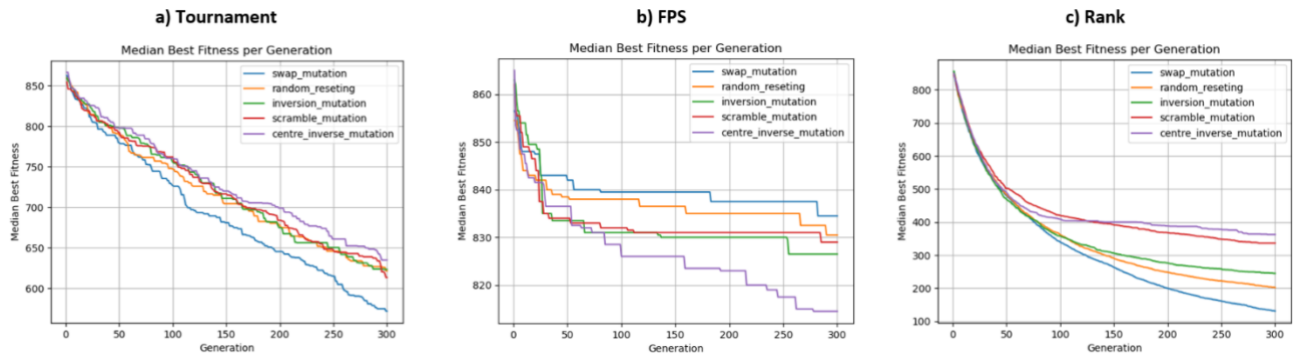 a) Tournament
Median Best Fitness per Generation
swap_mutation
random_reseting
inversion_mutation
scramble_mutation
centre_inverse_mutation
Median Best Fitness
850
800
750
700
650
600
0 50 100 150 200 250 300
Generation
b) FPS
Median Best Fitness per Generation
swap_mutation
random_reseting
inversion_mutation
scramble_mutation
centre_inverse_mutation
Median Best Fitness
860
850
840
830
820
0 50 100 150 200 250 300
Generation
c) Rank
Median Best Fitness per Generation
swap_mutation
random_reseting
inversion_mutation
scramble_mutation
centre_inverse_mutation
Median Best Fitness
800
700
600
500
400
300
200
100
0 50 100 150 200 250 300
Generation